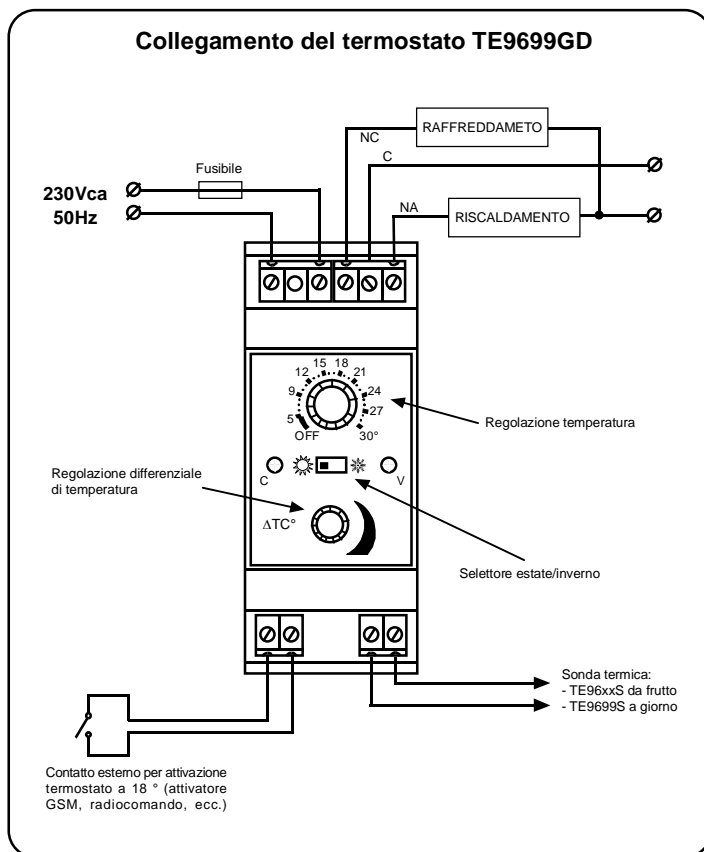 Collegamento del termostato TE9699GD
NC
RAFFREDDAMETO
C
Fusibile
230Vca
50Hz
NA
RISCALDAMENTO
OFF
5
9
12
15
18
21
24
27
30°
Regolazione temperatura
Regolazione differenziale
di temperatura
C
V
ΔTC°
Selettore estate/inverno
Sonda termica:
- TE96xxS da frutto
- TE9699S a giorno
Contatto esterno per attivazione
termostato a 18 ° (attivatore
GSM, radiocomando, ecc.)